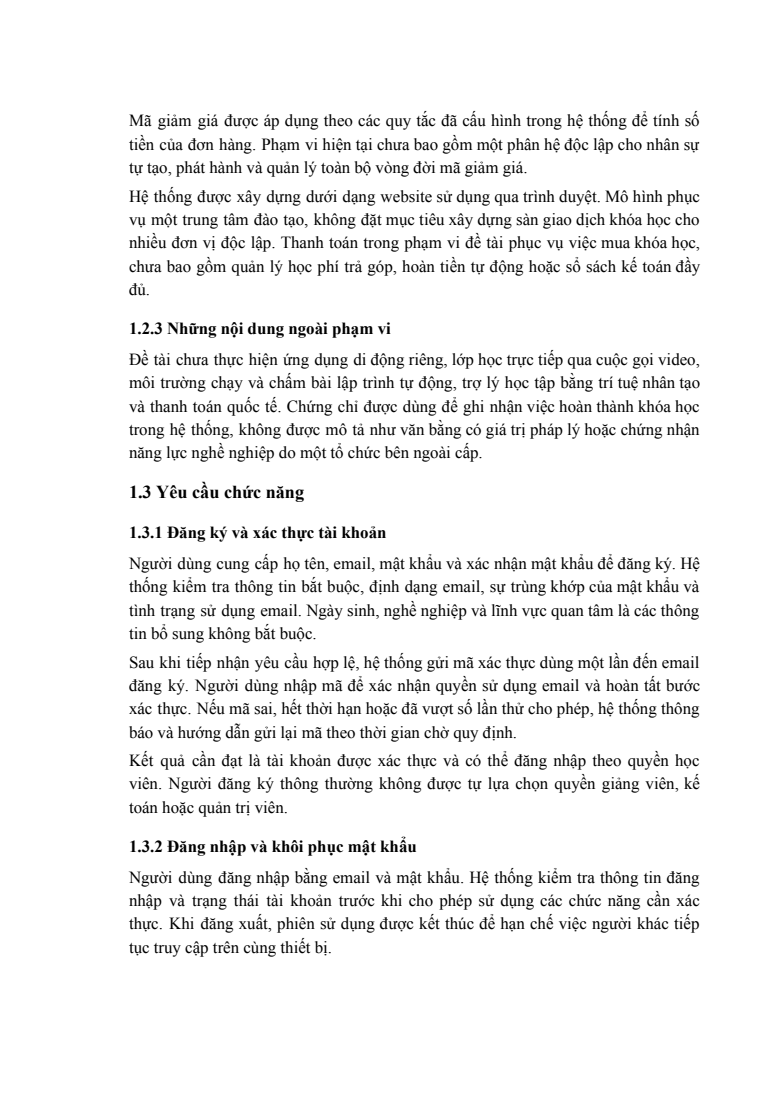 Mã giảm giá được áp dụng theo các quy tắc đã cấu hình trong hệ thống để tính số
tiền của đơn hàng. Phạm vi hiện tại chưa bao gồm một phân hệ độc lập cho nhân sự
tự tạo, phát hành và quản lý toàn bộ vòng đời mã giảm giá.
Hệ thống được xây dựng dưới dạng website sử dụng qua trình duyệt. Mô hình phục
vụ một trung tâm đào tạo, không đặt mục tiêu xây dựng sàn giao dịch khóa học cho
nhiều đơn vị độc lập. Thanh toán trong phạm vi đề tài phục vụ việc mua khóa học,
chưa bao gồm quản lý học phí trả góp, hoàn tiền tự động hoặc sổ sách kế toán đầy
đủ.
1.2.3 Những nội dung ngoài phạm vi
Đề tài chưa thực hiện ứng dụng di động riêng, lớp học trực tiếp qua cuộc gọi video,
môi trường chạy và chấm bài lập trình tự động, trợ lý học tập bằng trí tuệ nhân tạo
và thanh toán quốc tế. Chứng chỉ được dùng để ghi nhận việc hoàn thành khóa học
trong hệ thống, không được mô tả như văn bằng có giá trị pháp lý hoặc chứng nhận
năng lực nghề nghiệp do một tổ chức bên ngoài cấp.
1.3 Yêu cầu chức năng
1.3.1 Đăng ký và xác thực tài khoản
Người dùng cung cấp họ tên, email, mật khẩu và xác nhận mật khẩu để đăng ký. Hệ
thống kiểm tra thông tin bắt buộc, định dạng email, sự trùng khớp của mật khẩu và
tình trạng sử dụng email. Ngày sinh, nghề nghiệp và lĩnh vực quan tâm là các thông
tin bổ sung không bắt buộc.
Sau khi tiếp nhận yêu cầu hợp lệ, hệ thống gửi mã xác thực dùng một lần đến email
đăng ký. Người dùng nhập mã để xác nhận quyền sử dụng email và hoàn tất bước
xác thực. Nếu mã sai, hết thời hạn hoặc đã vượt số lần thử cho phép, hệ thống thông
báo và hướng dẫn gửi lại mã theo thời gian chờ quy định.
Kết quả cần đạt là tài khoản được xác thực và có thể đăng nhập theo quyền học
viên. Người đăng ký thông thường không được tự lựa chọn quyền giảng viên, kế
toán hoặc quản trị viên.
1.3.2 Đăng nhập và khôi phục mật khẩu
Người dùng đăng nhập bằng email và mật khẩu. Hệ thống kiểm tra thông tin đăng
nhập và trạng thái tài khoản trước khi cho phép sử dụng các chức năng cần xác
thực. Khi đăng xuất, phiên sử dụng được kết thúc để hạn chế việc người khác tiếp
tục truy cập trên cùng thiết bị.